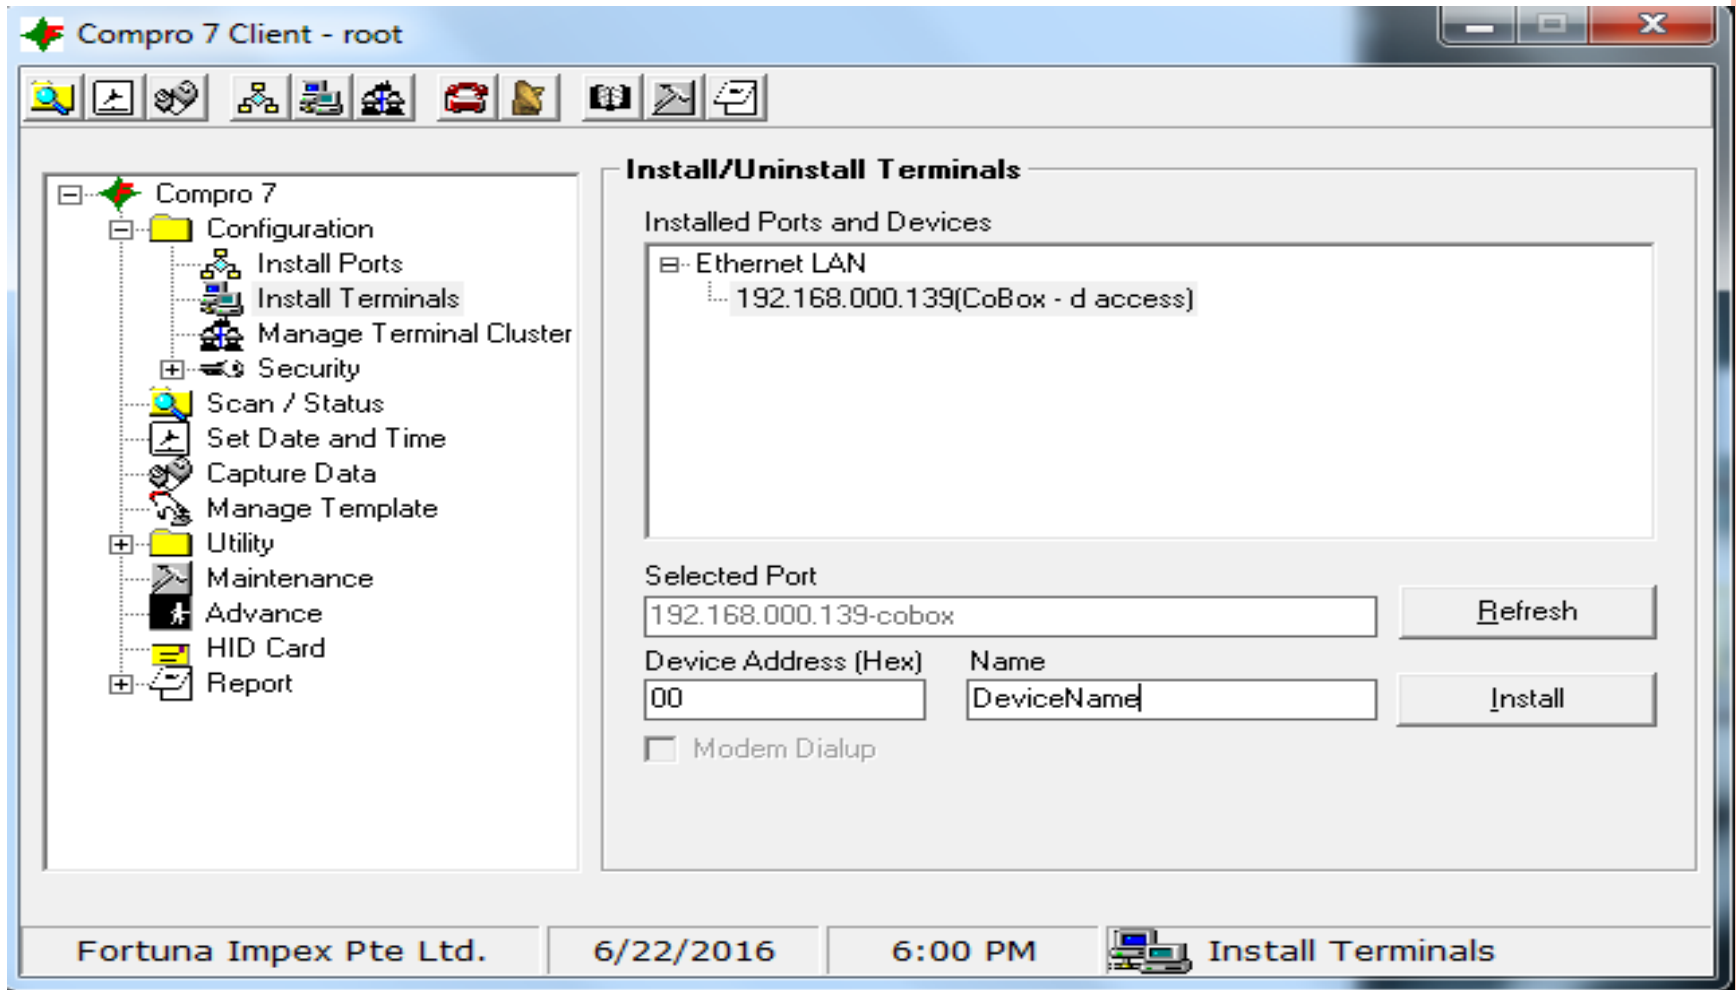 Compro 7 Client - root
Install/Uninstall Terminals
Compro 7
Configuration
Install Ports
Install Terminals
Manage Terminal Cluster
Security
Scan / Status
Set Date and Time
Capture Data
Manage Template
Utility
Maintenance
Advance
HID Card
Report
Installed Ports and Devices
Ethernet LAN
192.168.000.139(CoBox - d access)
Selected Port
192.168.000.139-cobox
Refresh
Device Address (Hex) Name
00 DeviceName Install
Modem Dialup
Fortuna Impex Pte Ltd. 6/22/2016 6:00 PM Install Terminals